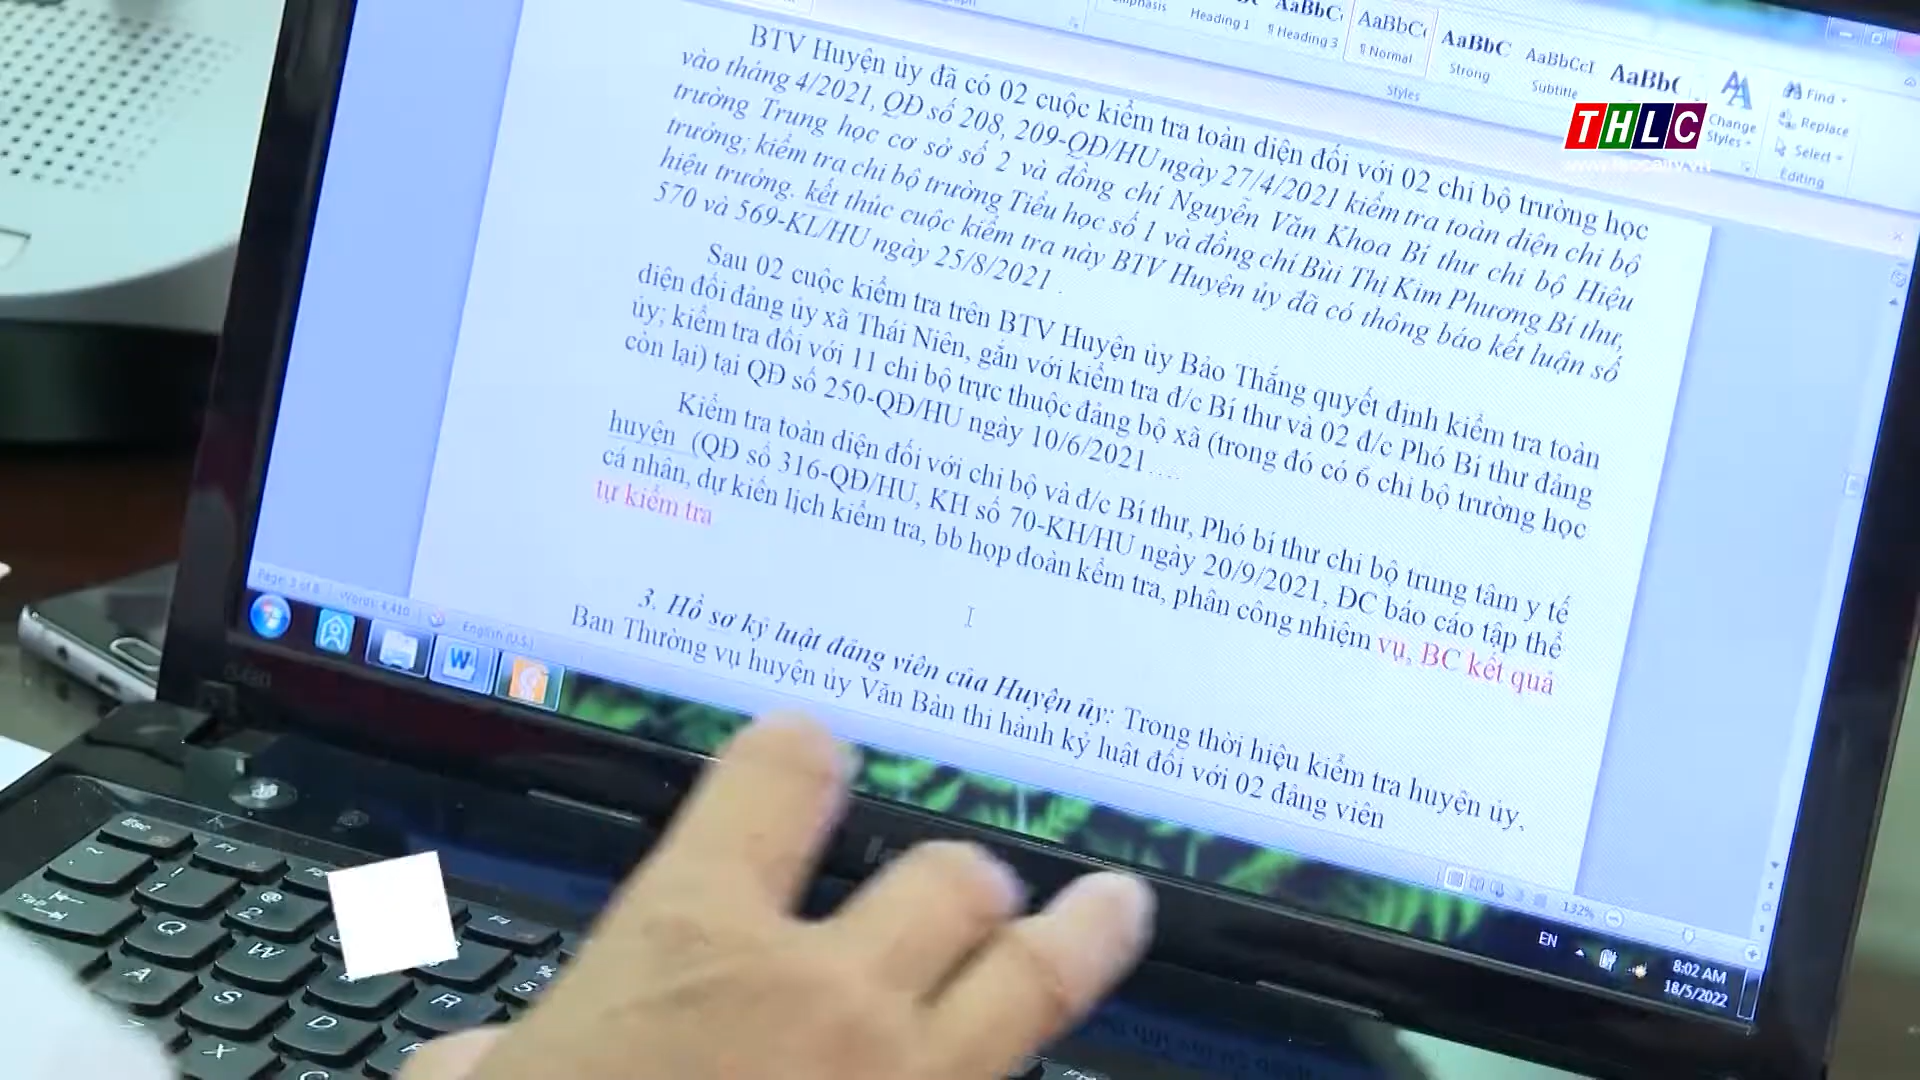 Emphasis
Heading 1
¶ Heading 3
¶ Normal
Strong
Subtitle
Change
Styles
Styles
Find
Replace
Select
Editing
THLC
BTV Huyện ủy đã có 02 cuộc kiểm tra toàn diện đối với 02 chi bộ trường học
vào tháng 4/2021, QĐ số 208, 209-QĐ/HU ngày 27/4/2021 kiểm tra toàn diện chi bộ
trường Trung học cơ sở số 2 và đồng chí Nguyễn Văn Khoa Bí thư chi bộ Hiệu
trưởng; kiểm tra chi bộ trường Tiểu học số 1 và đồng chí Bùi Thị Kim Phương Bí thư,
hiệu trưởng. kết thúc cuộc kiểm tra này BTV Huyện ủy đã có thông báo kết luận số
570 và 569-KL/HU ngày 25/8/2021 .
Sau 02 cuộc kiểm tra trên BTV Huyện ủy Bảo Thắng quyết định kiểm tra toàn
diện đối đảng ủy xã Thái Niên, gắn với kiểm tra đ/c Bí thư và 02 đ/c Phó Bí thư đảng
ủy; kiểm tra đối với 11 chi bộ trực thuộc đảng bộ xã (trong đó có 6 chi bộ trường học
còn lại) tại QĐ số 250-QĐ/HU ngày 10/6/2021….
Kiểm tra toàn diện đối với chi bộ và đ/c Bí thư, Phó bí thư chi bộ trung tâm y tế
huyện (QĐ số 316-QĐ/HU, KH số 70-KH/HU ngày 20/9/2021, ĐC báo cáo tập thể
cá nhân, dự kiến lịch kiểm tra, bb họp đoàn kểm tra, phân công nhiệm vụ, BC kết quả
tự kiểm tra
3. Hồ sơ kỷ luật đảng viên của Huyện ủy: Trong thời hiệu kiểm tra huyện ủy,
Ban Thường vụ huyện ủy Văn Bàn thi hành kỷ luật đối với 02 đảng viên
Page: 3 of 8
Words: 4,410
English (U.S.)
132%
EN
8:02 AM
18/5/2022
Esc
F1
~
!
1
@
2
Q
W
R
A
S
D
X
5